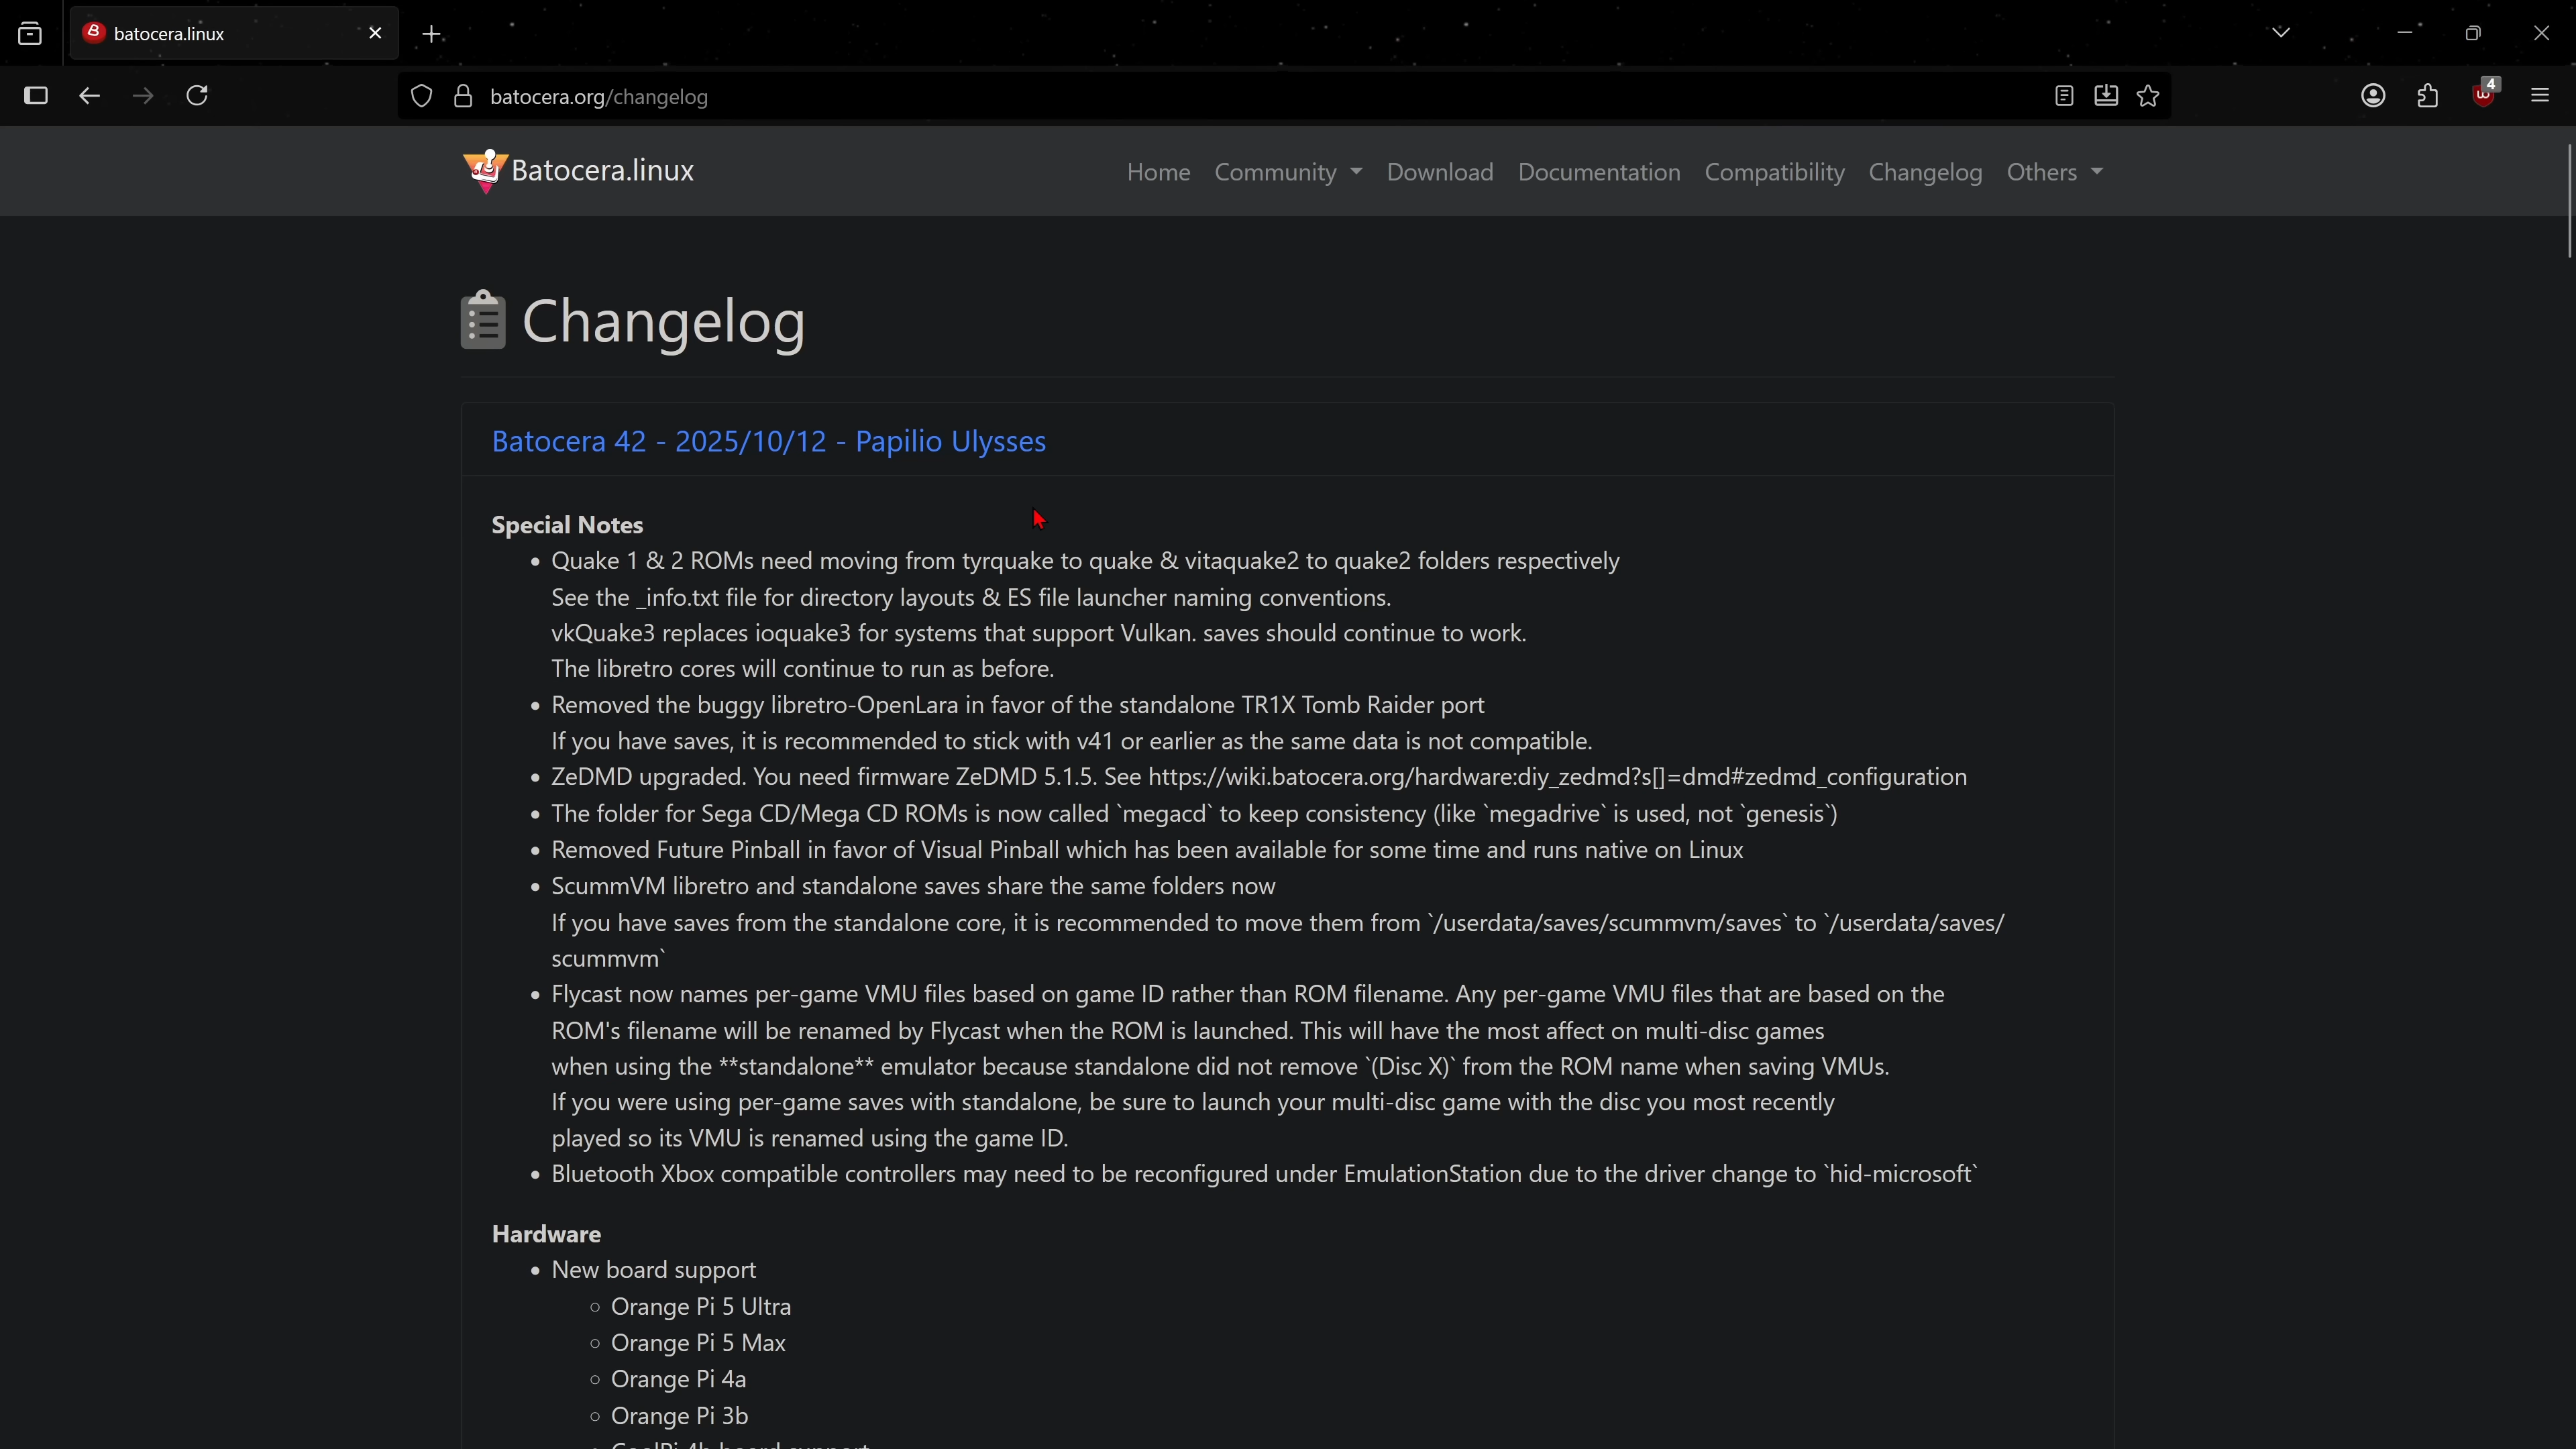 batocera.linux
batocera.org/changelog
4
Batocera.linux
Home Community Download Documentation Compatibility Changelog Others
Changelog
Batocera 42 - 2025/10/12 - Papilio Ulysses
Special Notes
• Quake 1 & 2 ROMs need moving from tyrquake to quake & vitaquake2 to quake2 folders respectively
See the _info.txt file for directory layouts & ES file launcher naming conventions.
vkQuake3 replaces ioquake3 for systems that support Vulkan. saves should continue to work.
The libretro cores will continue to run as before.
• Removed the buggy libretro-OpenLara in favor of the standalone TR1X Tomb Raider port
If you have saves, it is recommended to stick with v41 or earlier as the same data is not compatible.
• ZeDMD upgraded. You need firmware ZeDMD 5.1.5. See https://wiki.batocera.org/hardware:diy_zedmd?s[]=dmd#zedmd_configuration
• The folder for Sega CD/Mega CD ROMs is now called `megacd` to keep consistency (like `megadrive` is used, not `genesis`)
• Removed Future Pinball in favor of Visual Pinball which has been available for some time and runs native on Linux
• ScummVM libretro and standalone saves share the same folders now
If you have saves from the standalone core, it is recommended to move them from `/userdata/saves/scummvm/saves` to `/userdata/saves/
scummvm`
• Flycast now names per-game VMU files based on game ID rather than ROM filename. Any per-game VMU files that are based on the
ROM's filename will be renamed by Flycast when the ROM is launched. This will have the most affect on multi-disc games
when using the **standalone** emulator because standalone did not remove `(Disc X)` from the ROM name when saving VMUs.
If you were using per-game saves with standalone, be sure to launch your multi-disc game with the disc you most recently
played so its VMU is renamed using the game ID.
• Bluetooth Xbox compatible controllers may need to be reconfigured under EmulationStation due to the driver change to `hid-microsoft`
Hardware
• New board support
○ Orange Pi 5 Ultra
○ Orange Pi 5 Max
○ Orange Pi 4a
○ Orange Pi 3b